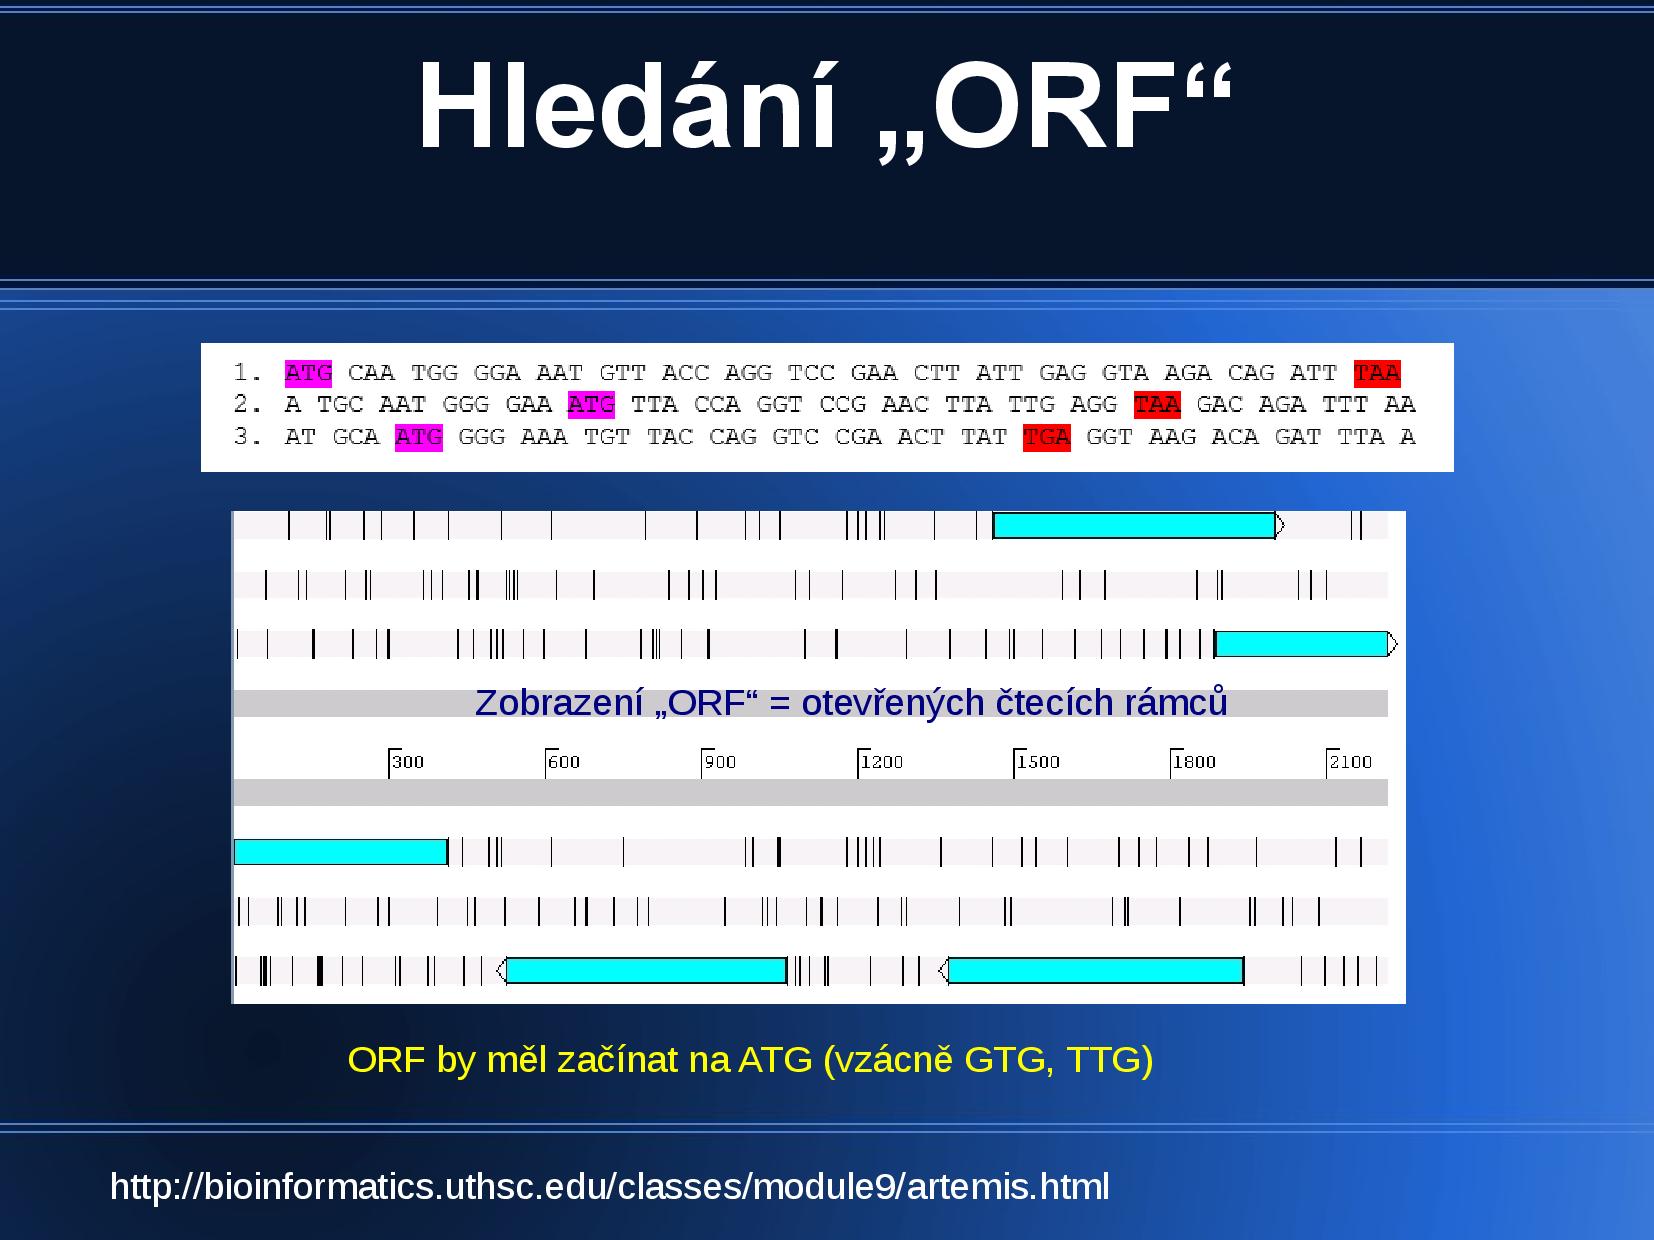 Hledání „ORF“
1. ATG CAA TGG GGA AAT GTT ACC AGG TCC GAA CTT ATT GAG GTA AGA CAG ATT TAA
2. A TGC AAT GGG GAA ATG TTA CCA GGT CCG AAC TTA TTG AGG TAA GAC AGA TTT AA
3. AT GCA ATG GGG AAA TGT TAC CAG GTC CGA ACT TAT TGA GGT AAG ACA GAT TTA A
Zobrazení „ORF“ = otevřených čtecích rámců
300 600 900 1200 1500 1800 2100
ORF by měl začínat na ATG (vzácně GTG, TTG)
http://bioinformatics.uthsc.edu/classes/module9/artemis.html